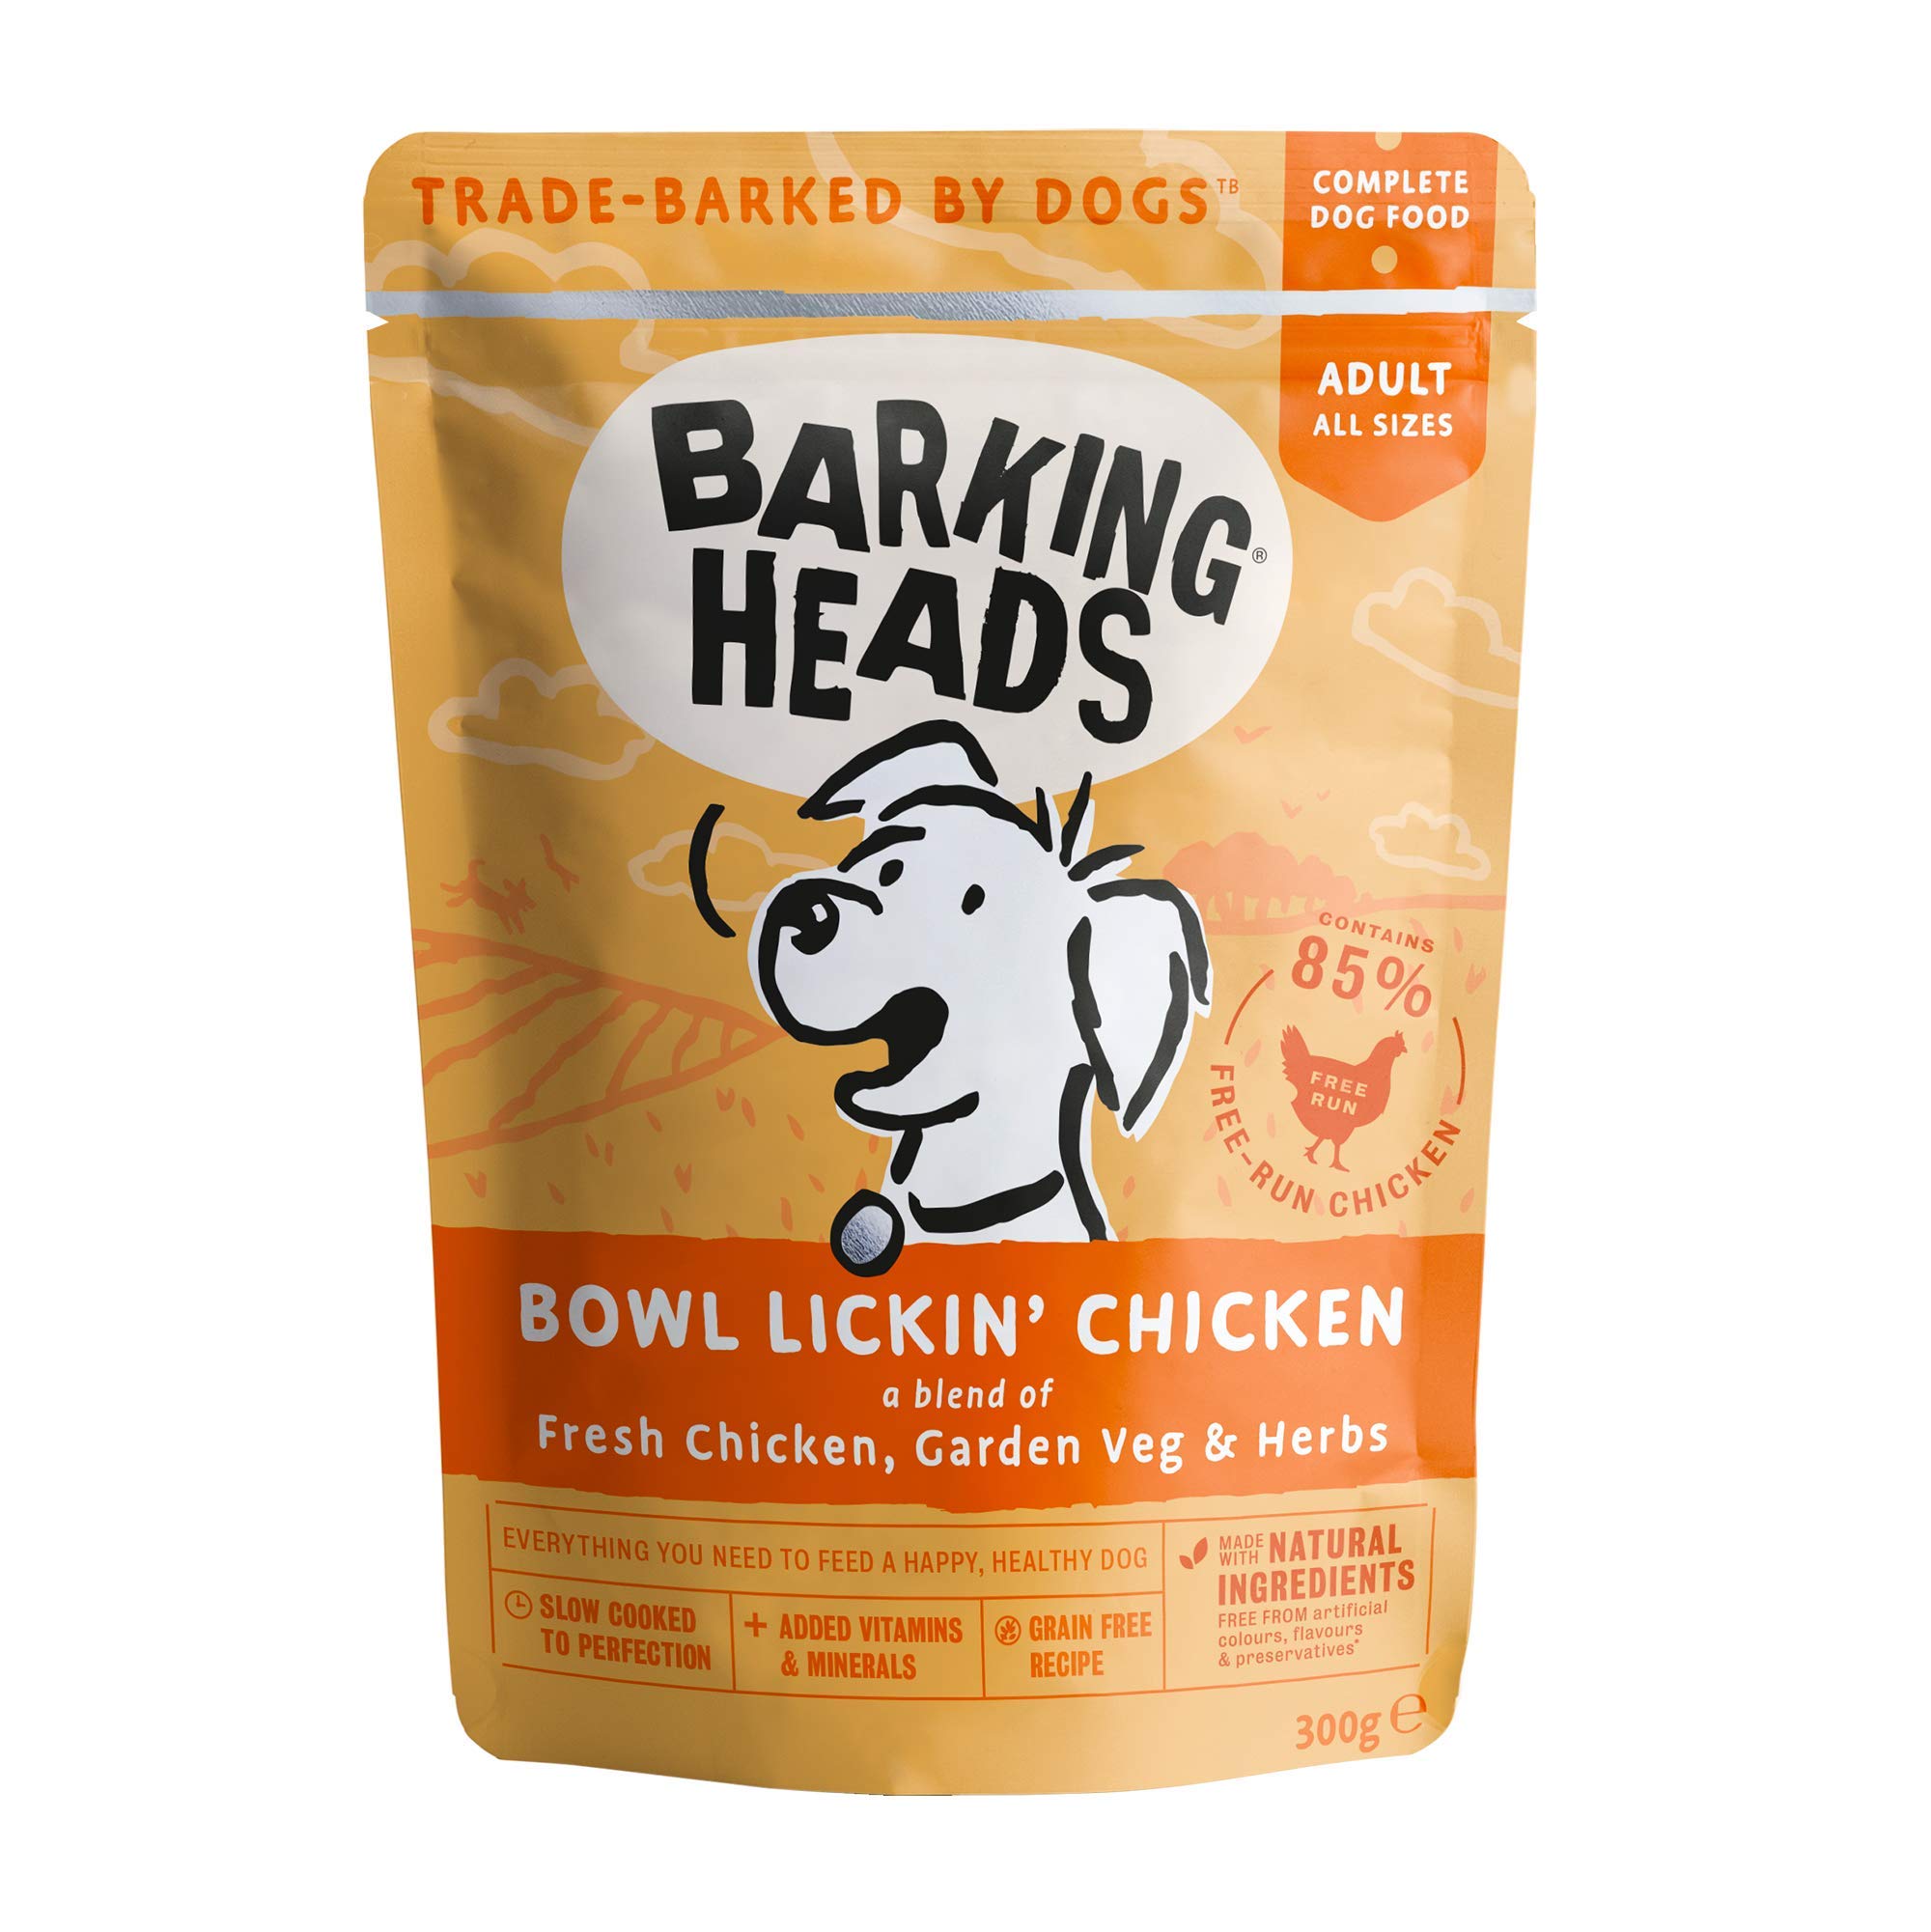 TRADE-BARKED BY DOGS™ᴮ
COMPLETE
DOG FOOD
ADULT
ALL SIZES
BARKING
HEADS®
CONTAINS
85%
FREE
RUN
FREE-RUN CHICKEN
BOWL LICKIN' CHICKEN
a blend of
Fresh Chicken, Garden Veg & Herbs
EVERYTHING YOU NEED TO FEED A HAPPY, HEALTHY DOG
SLOW COOKED
TO PERFECTION
+ ADDED VITAMINS
& MINERALS
GRAIN FREE
RECIPE
MADE
WITH NATURAL
INGREDIENTS
FREE FROM artificial
colours, flavours
& preservatives*
300g ℮